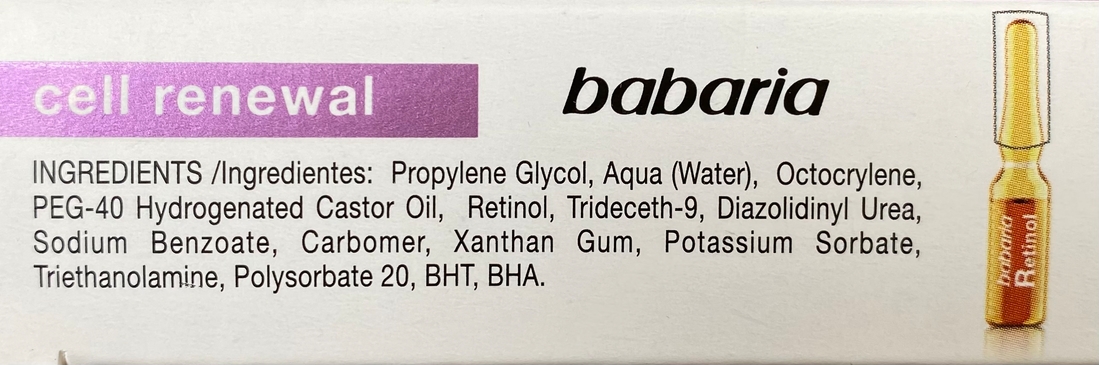 cell renewal
babaria
INGREDIENTS /Ingredientes: Propylene Glycol, Aqua (Water), Octocrylene,
PEG-40 Hydrogenated Castor Oil, Retinol, Trideceth-9, Diazolidinyl Urea,
Sodium Benzoate, Carbomer, Xanthan Gum, Potassium Sorbate,
Triethanolamine, Polysorbate 20, BHT, BHA.
babaria
Retinol